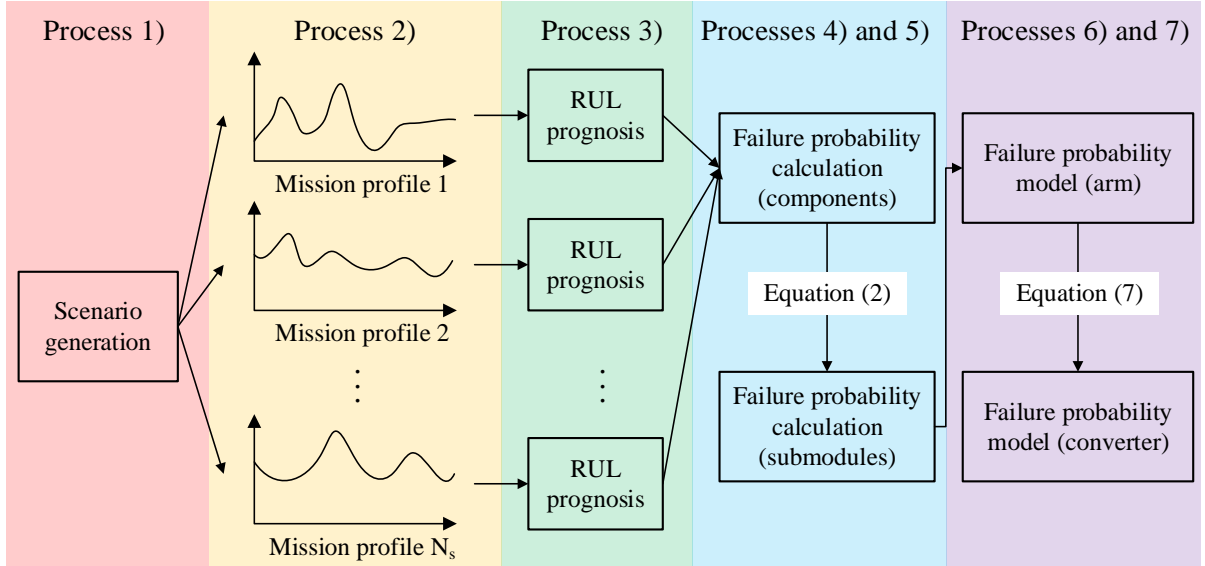 Process 1)
Process 2)
Process 3)
Processes 4) and 5)
Processes 6) and 7)
Scenario
generation
Mission profile 1
Mission profile 2
⋮
Mission profile Nₛ
RUL
prognosis
RUL
prognosis
⋮
RUL
prognosis
Failure probability
calculation
(components)
Equation (2)
Failure probability
calculation
(submodules)
Failure probability
model (arm)
Equation (7)
Failure probability
model (converter)